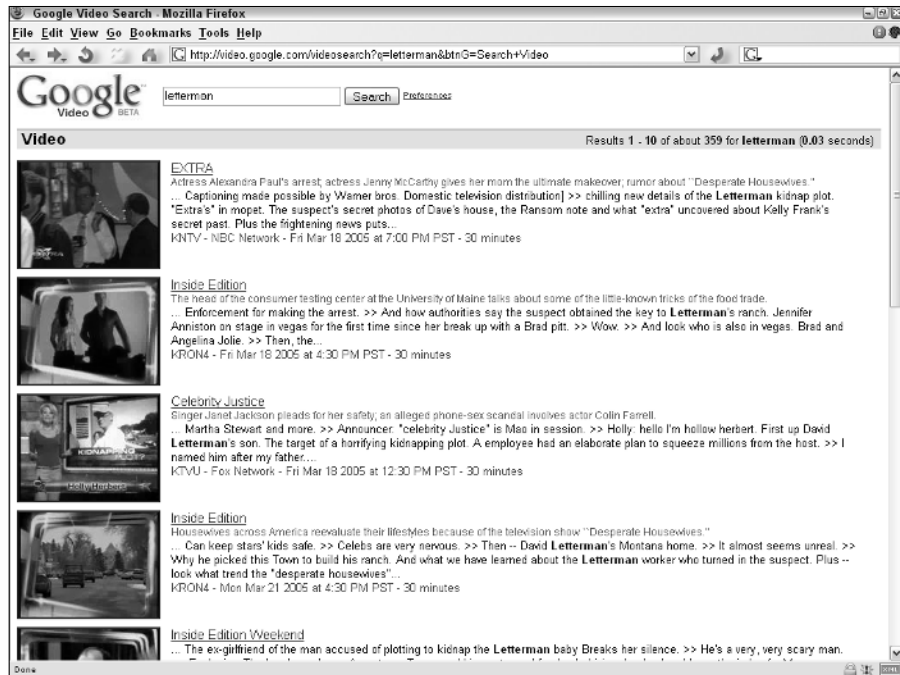 Google Video Search - Mozilla Firefox
File Edit View Go Bookmarks Tools Help
http://video.google.com/videosearch?q=letterman&btnG=Search+Video
Google
Video BETA
letterman Search Preferences
Video Results 1 - 10 of about 359 for letterman (0.03 seconds)
EXTRA
Actress Alexandra Paul's arrest; actress Jenny McCarthy gives her mom the ultimate makeover; rumor about ``Desperate Housewives.''
... Captioning made possible by Warner bros. Domestic television distribution] >> chilling new details of the Letterman kidnap plot.
"Extra's" in mopet. The suspect's secret photos of Dave's house, the Ransom note and what "extra" uncovered about Kelly Frank's
secret past. Plus the frightening news puts...
KNTV - NBC Network - Fri Mar 18 2005 at 7:00 PM PST - 30 minutes
Inside Edition
The head of the consumer testing center at the University of Maine talks about some of the little-known tricks of the food trade.
... Enforcement for making the arrest. >> And how authorities say the suspect obtained the key to Letterman's ranch. Jennifer
Anniston on stage in vegas for the first time since her break up with a Brad pitt. >> Wow. >> And look who is also in vegas. Brad and
Angelina Jolie. >> Then, the...
KRON4 - Fri Mar 18 2005 at 4:30 PM PST - 30 minutes
Celebrity Justice
Singer Janet Jackson pleads for her safety; an alleged phone-sex scandal involves actor Colin Farrell.
... Martha Stewart and more. >> Announcer: "celebrity Justice" is Mao in session. >> Holly: hello I'm hollow herbert. First up David
Letterman's son. The target of a horrifying kidnapping plot. A employee had an elaborate plan to squeeze millions from the host. >> I
named him after my father....
KTVU - Fox Network - Fri Mar 18 2005 at 12:30 PM PST - 30 minutes
KIDNAPPING
PLOT?
Holly Herbert
Inside Edition
Housewives across America reevaluate their lifestyles because of the television show ``Desperate Housewives.''
... Can keep stars' kids safe. >> Celebs are very nervous. >> Then -- David Letterman's Montana home. >> It almost seems unreal. >>
Why he picked this Town to build his ranch. And what we have learned about the Letterman worker who turned in the suspect. Plus --
look what trend the "desperate housewives"...
KRON4 - Mon Mar 21 2005 at 4:30 PM PST - 30 minutes
Inside Edition Weekend
... The ex-girlfriend of the man accused of plotting to kidnap the Letterman baby Breaks her silence. >> He's a very, very scary man.
Done